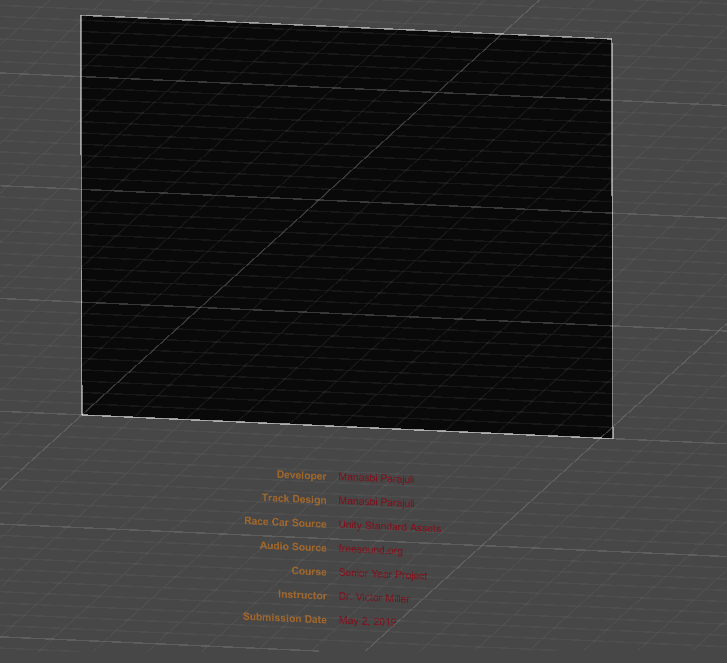 Developer Manasbi Parajuli
Track Design Manasbi Parajuli
Race Car Source Unity Standard Assets
Audio Source freesound.org
Course Senior Year Project
Instructor Dr. Victor Miller
Submission Date May 2, 2019